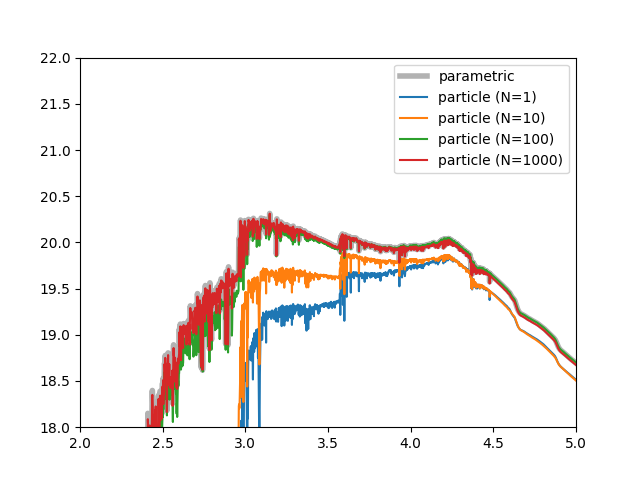 22.0
21.5
21.0
20.5
20.0
19.5
19.0
18.5
18.0
2.0 2.5 3.0 3.5 4.0 4.5 5.0
parametric
particle (N=1)
particle (N=10)
particle (N=100)
particle (N=1000)